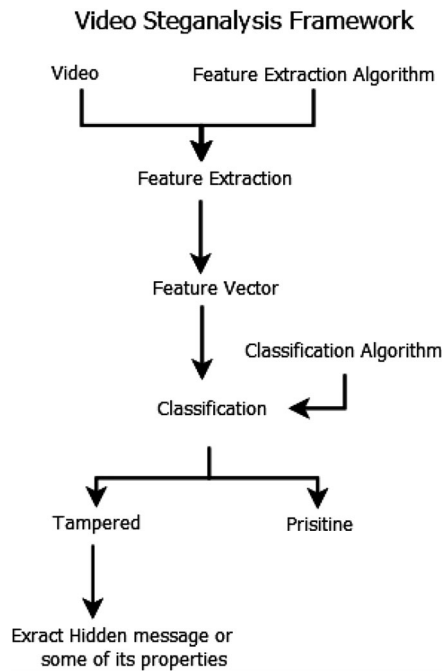 Video Steganalysis Framework
Video
Feature Extraction Algorithm
Feature Extraction
Feature Vector
Classification Algorithm
Classification
Tampered
Prisitine
Exract Hidden message or
some of its properties